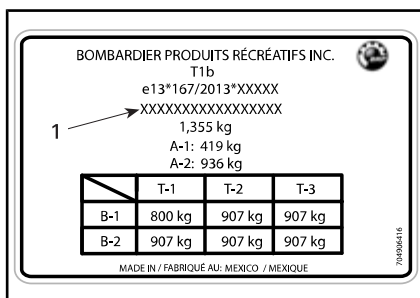 BOMBARDIER PRODUITS RÉCRÉATIFS INC.
T1b
e13*167/2013*XXXXX
1
XXXXXXXXXXXXXXXXX
1,355 kg
A-1: 419 kg
A-2: 936 kg
T-1 T-2 T-3
B-1 800 kg 907 kg 907 kg
B-2 907 kg 907 kg 907 kg
704906416
MADE IN / FABRIQUÉ AU: MEXICO / MEXIQUE